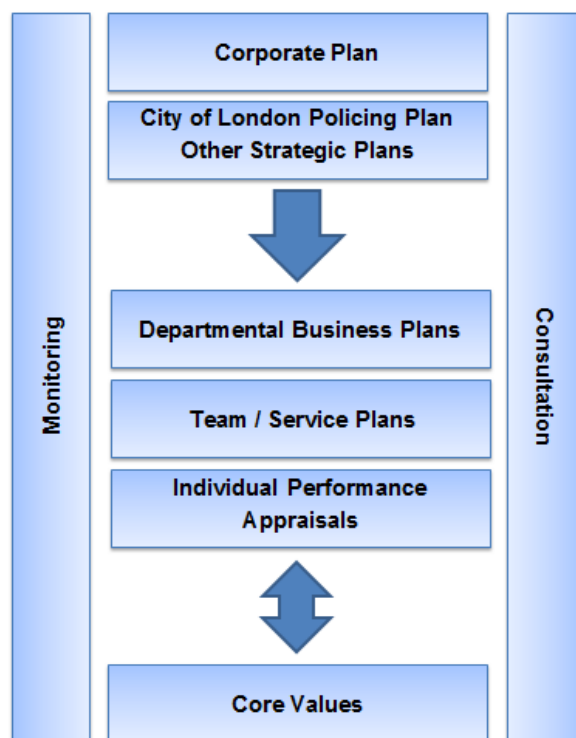 Corporate Plan
City of London Policing Plan
Other Strategic Plans
Departmental Business Plans
Team / Service Plans
Individual Performance
Appraisals
Core Values
Monitoring
Consultation